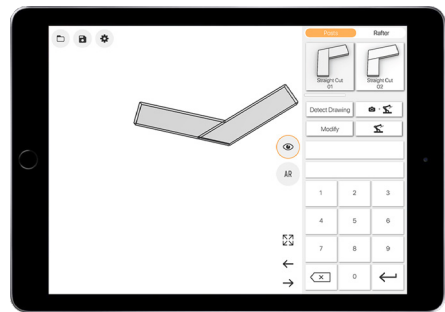 Rafter
Straight Cut
01
Straight Cut
02
Detect Drawing
Modify
AR
1 2 3
4 5 6
7 8 9
0